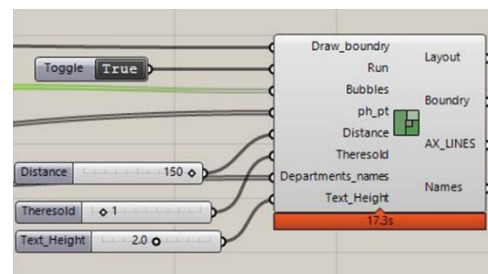 Toggle True
Distance 150
Theresold 1
Text_Height 2.0
Draw_boundry
Run
Bubbles
ph_pt
Distance
Theresold
Departments_names
Text_Height
Layout
Boundry
AX_LINES
Names
17.3s